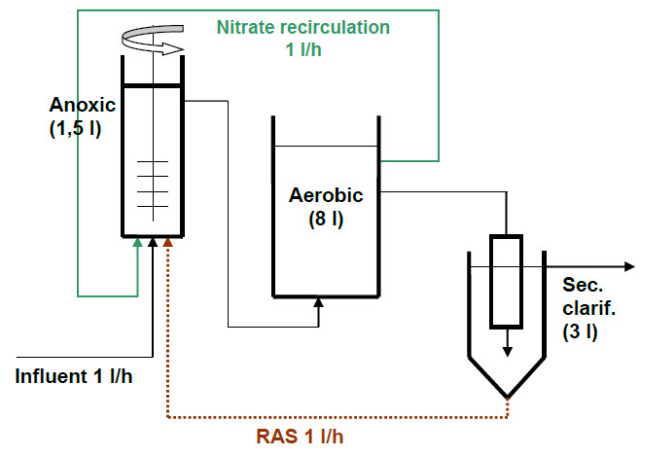 Nitrate recirculation
1 l/h
Anoxic
(1,5 l)
Aerobic
(8 l)
Sec.
clarif.
(3 l)
Influent 1 l/h
RAS 1 l/h